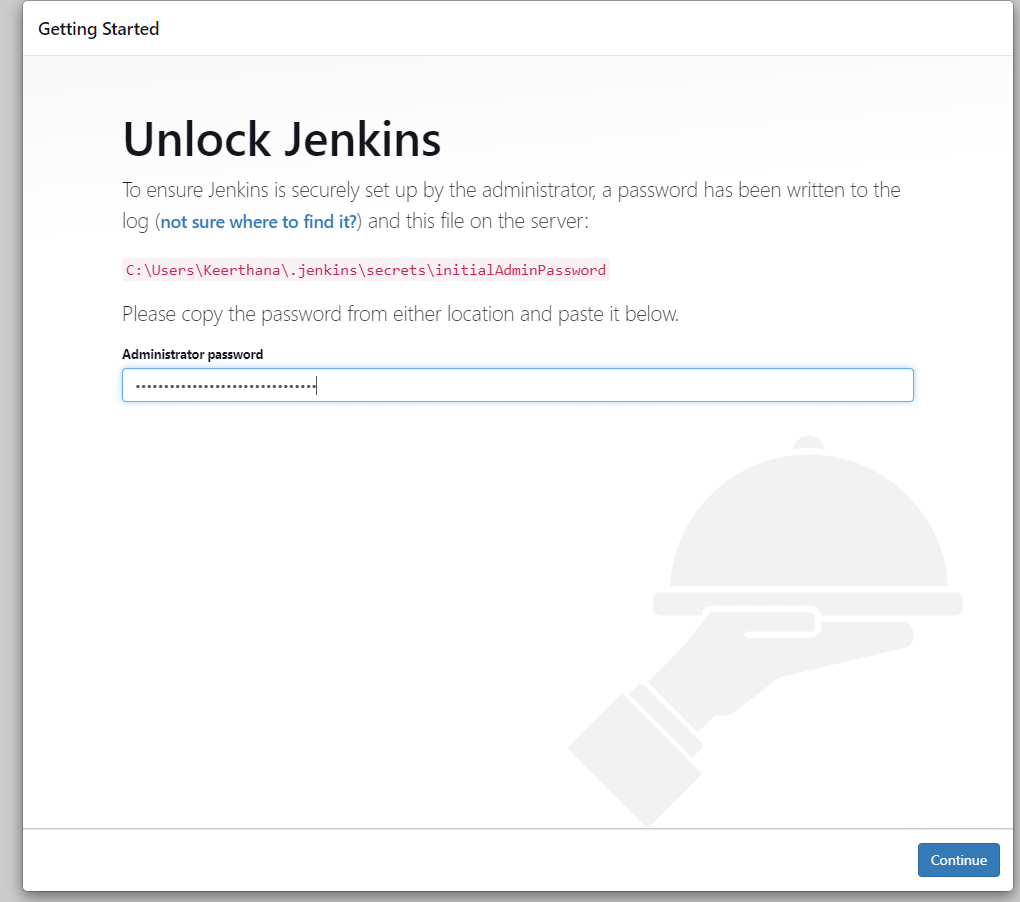 Getting Started
Unlock Jenkins
To ensure Jenkins is securely set up by the administrator, a password has been written to the
log (not sure where to find it?) and this file on the server:
C:\Users\Keerthana\.jenkins\secrets\initialAdminPassword
Please copy the password from either location and paste it below.
Administrator password
••••••••••••••••••••••••••••••••
Continue